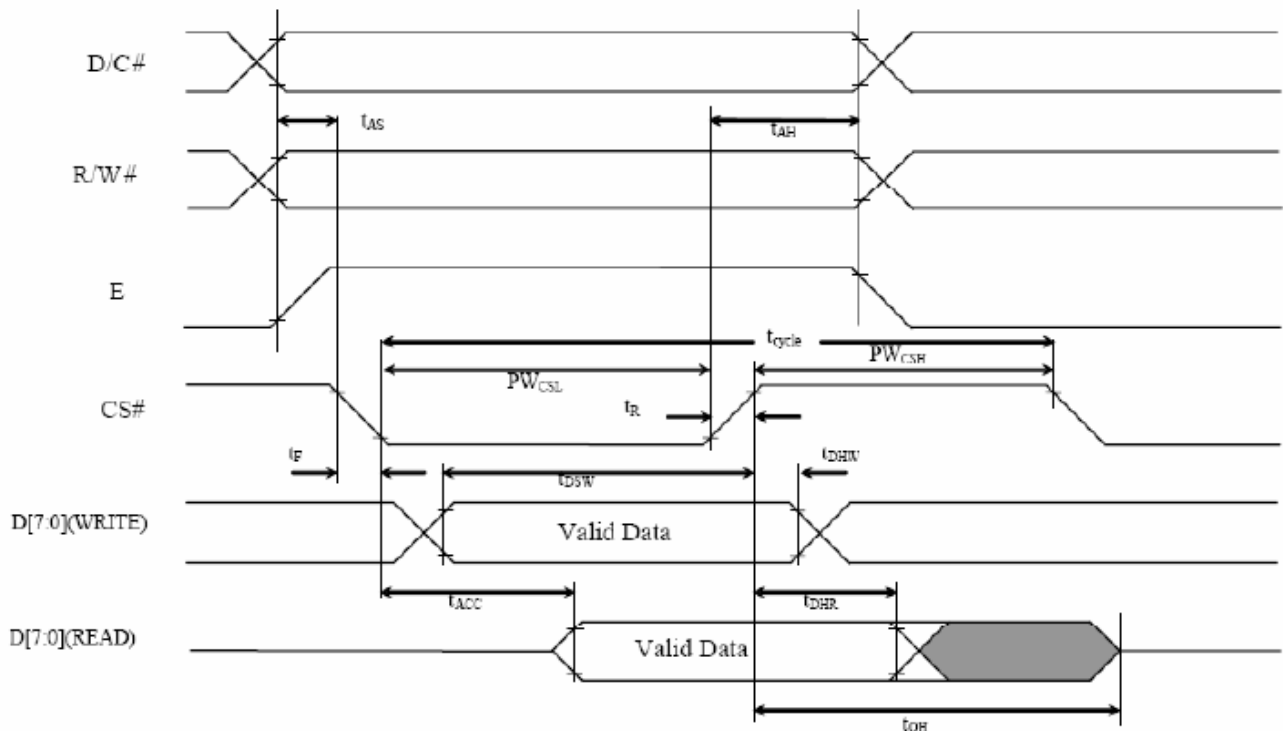 D/C#
tAS
tAH
R/W#
E
tcycle
PWCSL
PWCSH
CS#
tR
tF
tDSW
tDHW
D[7:0](WRITE)
Valid Data
tACC
tDHR
D[7:0](READ)
Valid Data
tOH